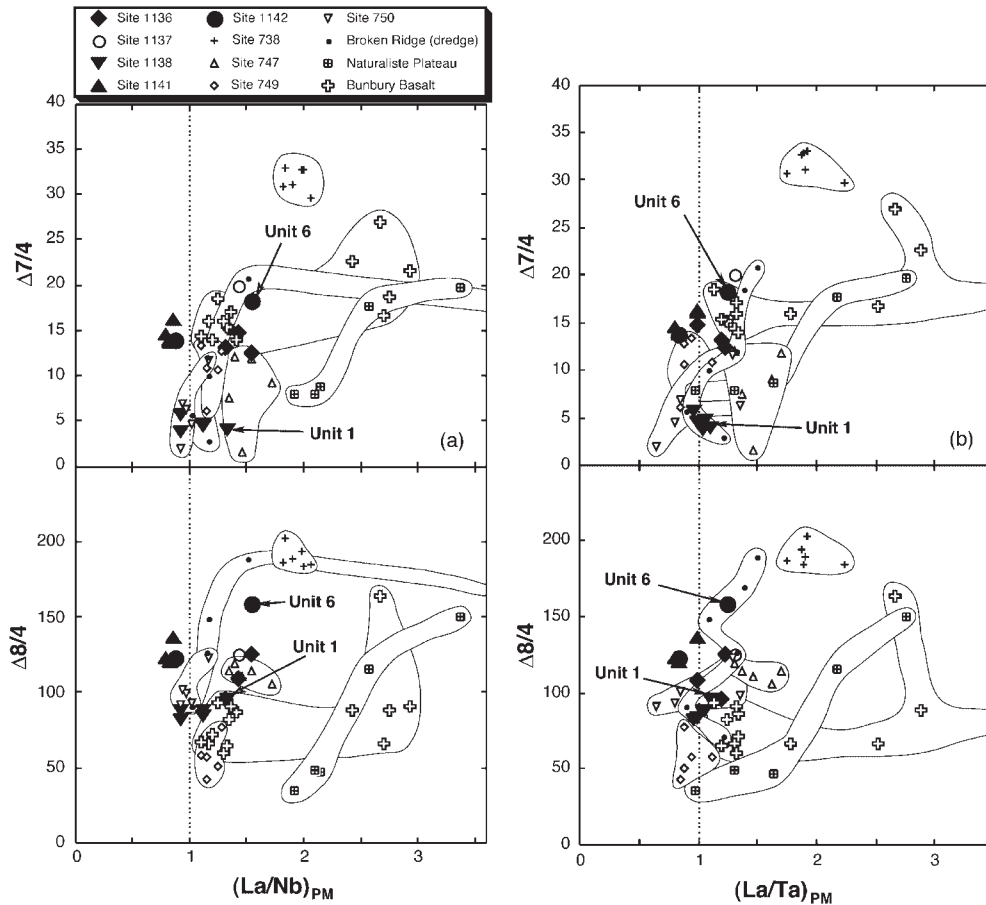 Site 1136 Site 1142 Site 750
Site 1137 Site 738 Broken Ridge (dredge)
Site 1138 Site 747 Naturaliste Plateau
Site 1141 Site 749 Bunbury Basalt
40
35
30
25
20
15
10
5
0
Δ7/4
Unit 6
Unit 1
(a)
40
35
30
25
20
15
10
5
0
Δ7/4
Unit 6
Unit 1
(b)
200
150
100
50
0
Δ8/4
Unit 6
Unit 1
0 1 2 3
(La/Nb)PM
200
150
100
50
0
Δ8/4
Unit 6
Unit 1
0 1 2 3
(La/Ta)PM